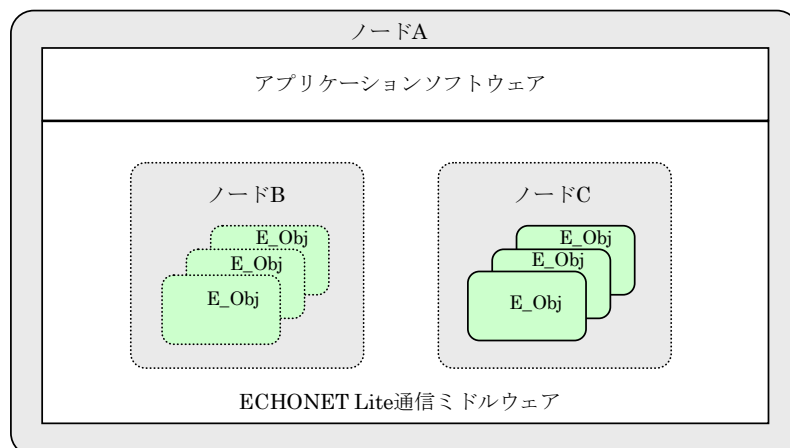 ノードA
アプリケーションソフトウェア
ノードB
E_Obj
E_Obj
E_Obj
ノードC
E_Obj
E_Obj
E_Obj
ECHONET Lite通信ミドルウェア